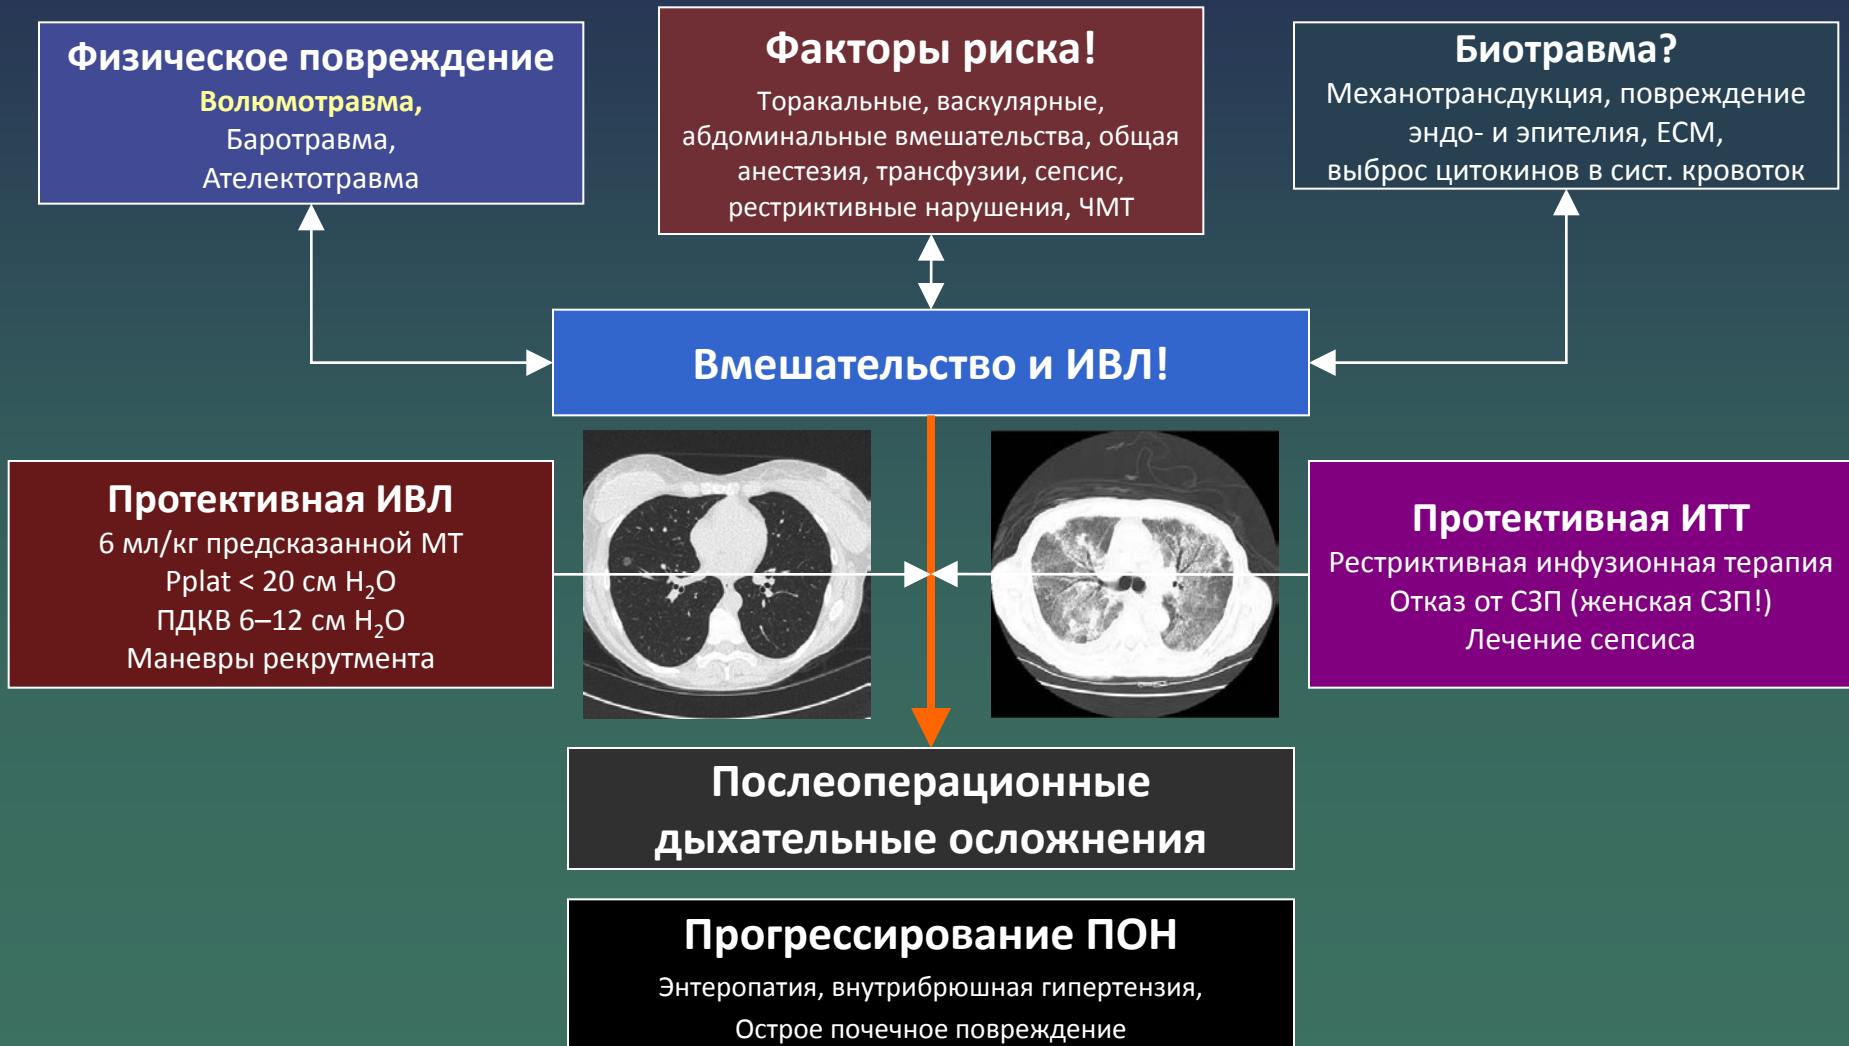 Физическое повреждение
Волюмотравма,
Баротравма,
Ателектотравма
Факторы риска!
Торакальные, васкулярные,
абдоминальные вмешательства, общая
анестезия, трансфузии, сепсис,
рестриктивные нарушения, ЧМТ
Биотравма?
Механотрансдукция, повреждение
эндо- и эпителия, ЕСМ,
выброс цитокинов в сист. кровоток
Вмешательство и ИВЛ!
Протективная ИВЛ
6 мл/кг предсказанной МТ
Pplat < 20 см H₂O
ПДКВ 6–12 см H₂O
Маневры рекрутмента
Протективная ИТТ
Рестриктивная инфузионная терапия
Отказ от СЗП (женская СЗП!)
Лечение сепсиса
Послеоперационные
дыхательные осложнения
Прогрессирование ПОН
Энтеропатия, внутрибрюшная гипертензия,
Острое почечное повреждение